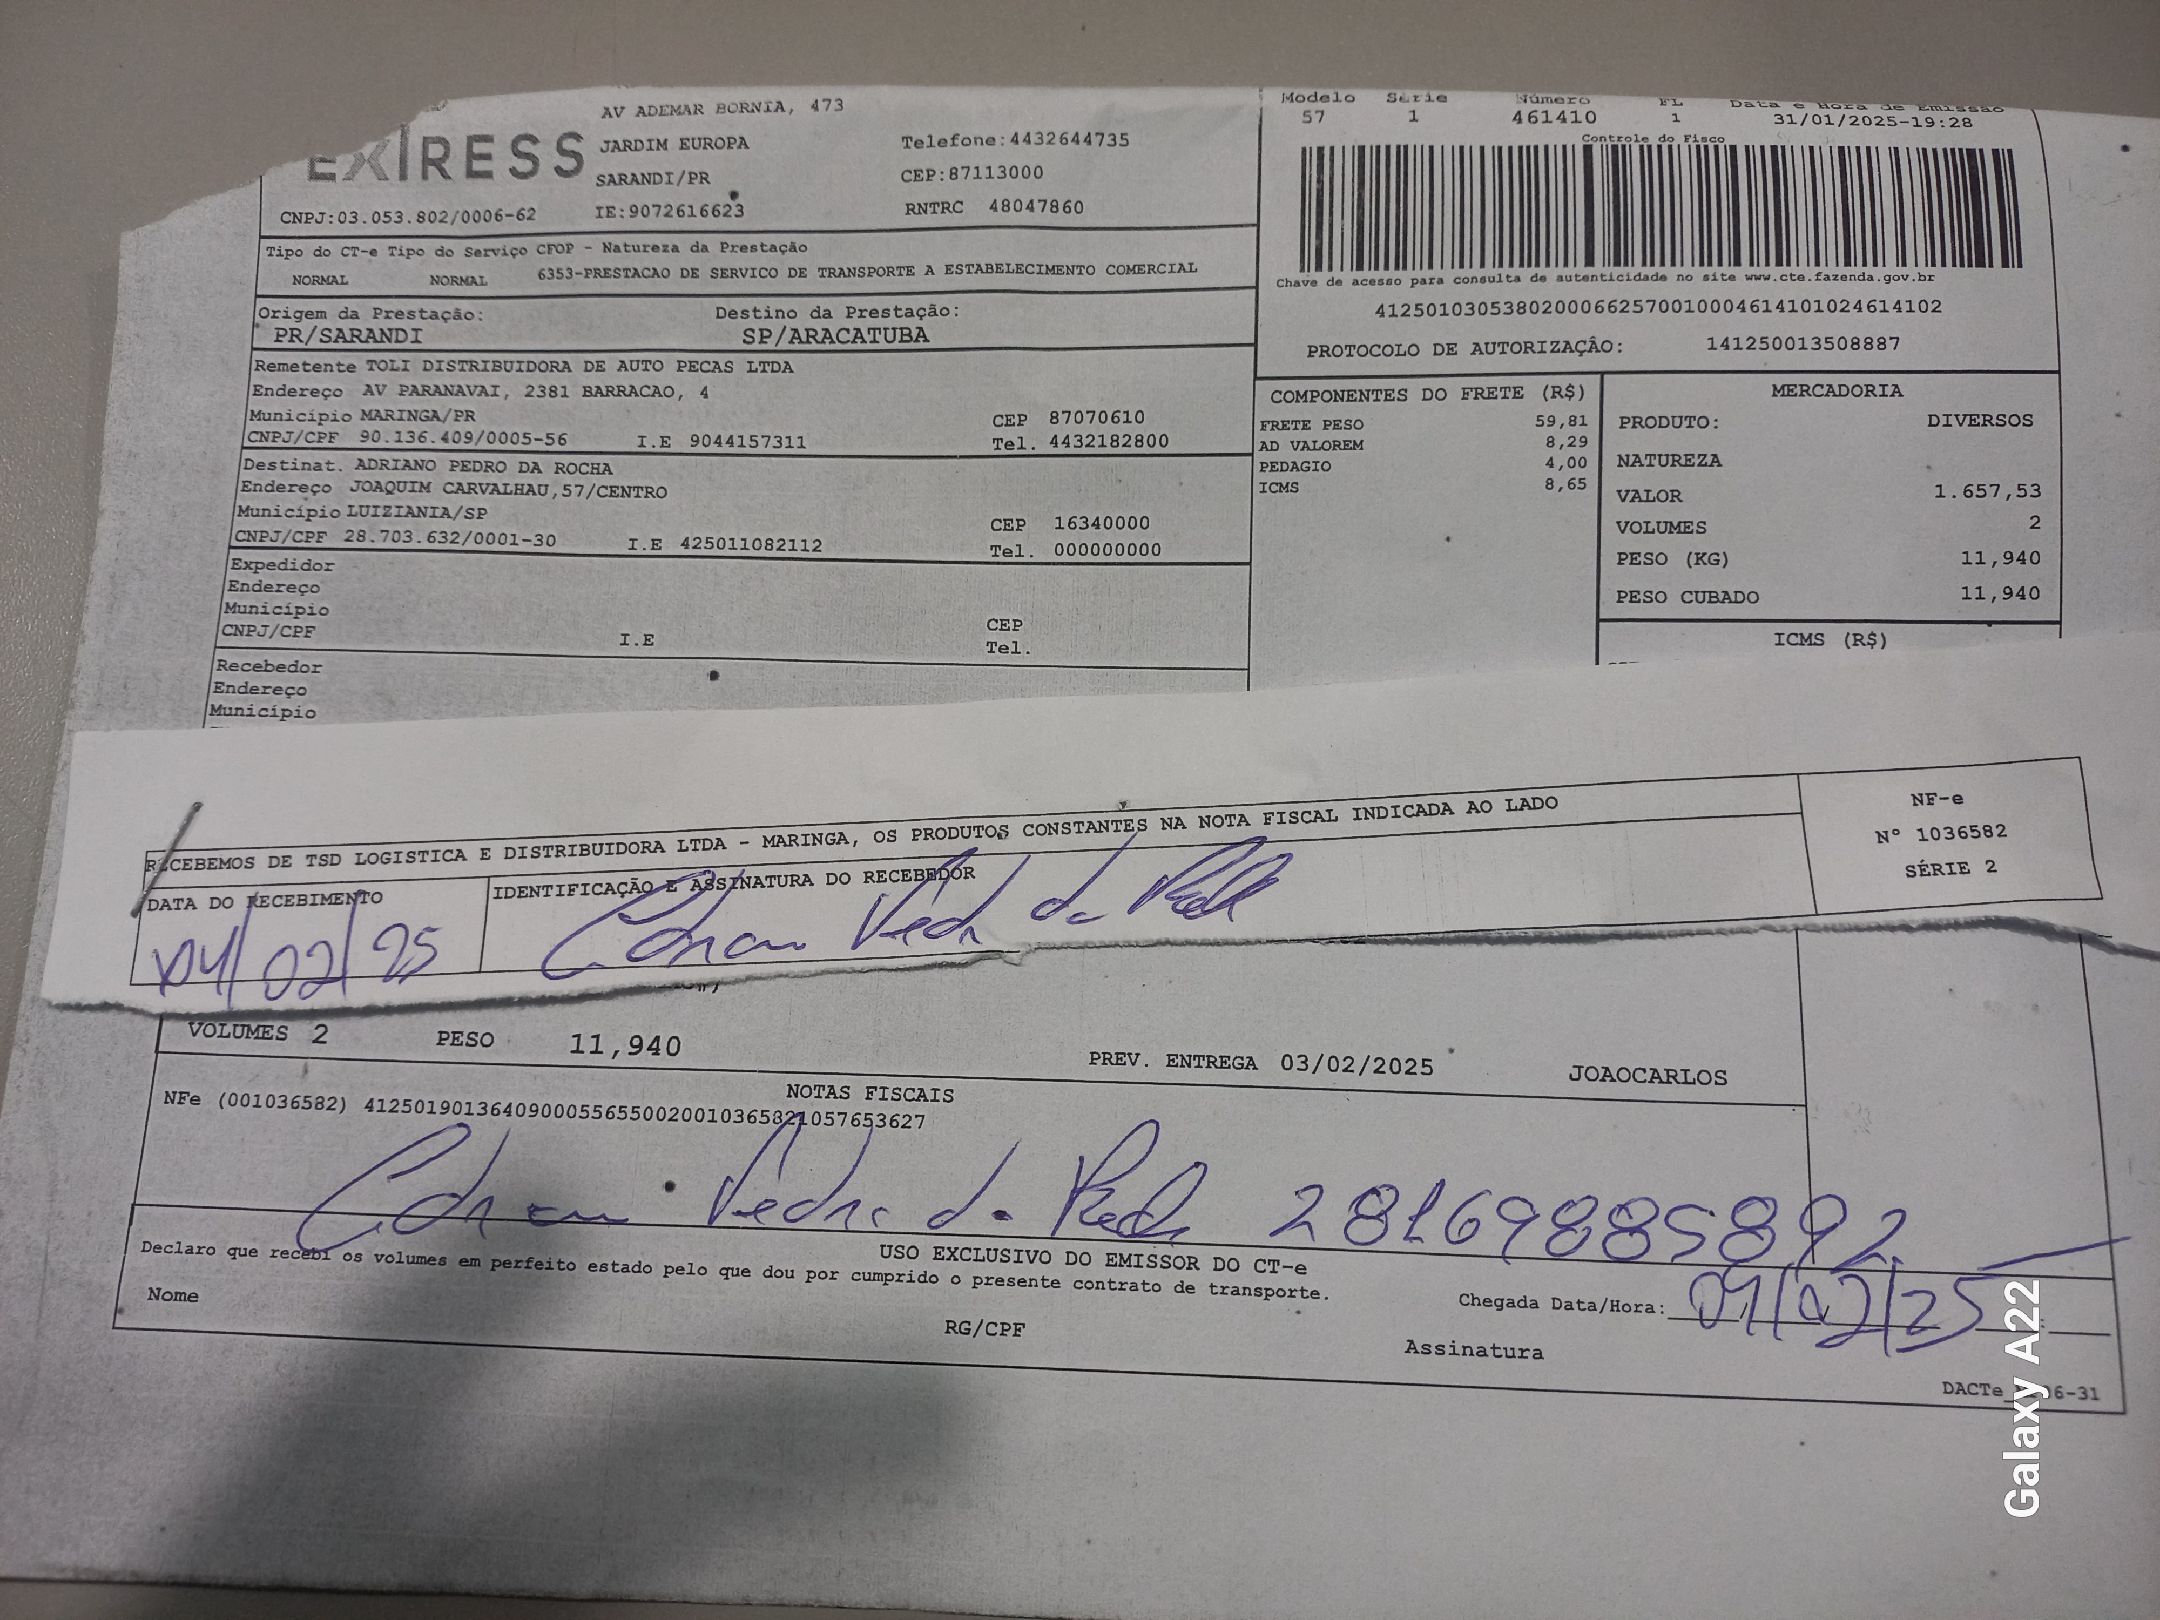 AV ADEMAR BORNIA, 473
EXPRESS
JARDIM EUROPA
Telefone:4432644735
SARANDI/PR
CEP:87113000
CNPJ:03.053.802/0006-62
IE:9072616623
RNTRC 48047860
Tipo do CT-e Tipo do Serviço CFOP - Natureza da Prestação
NORMAL NORMAL 6353-PRESTACAO DE SERVICO DE TRANSPORTE A ESTABELECIMENTO COMERCIAL
Origem da Prestação: Destino da Prestação:
PR/SARANDI SP/ARACATUBA
Remetente TOLI DISTRIBUIDORA DE AUTO PECAS LTDA
Endereço AV PARANAVAI, 2381 BARRACAO, 4
Município MARINGA/PR CEP 87070610
CNPJ/CPF 90.136.409/0005-56 I.E 9044157311 Tel. 4432182800
Destinat. ADRIANO PEDRO DA ROCHA
Endereço JOAQUIM CARVALHAU,57/CENTRO
Município LUIZIANIA/SP CEP 16340000
CNPJ/CPF 28.703.632/0001-30 I.E 425011082112 Tel. 000000000
Expedidor
Endereço
Município CEP
CNPJ/CPF I.E Tel.
Recebedor
Endereço
Município
Modelo Série Número FL Data e Hora de Emissão
57 1 461410 1 31/01/2025-19:28
Controle do Fisco
Chave de acesso para consulta de autenticidade no site www.cte.fazenda.gov.br
41250103053802000662570010004614101024614102
PROTOCOLO DE AUTORIZAÇÃO: 141250013508887
COMPONENTES DO FRETE (R$)
FRETE PESO 59,81
AD VALOREM 8,29
PEDAGIO 4,00
ICMS 8,65
MERCADORIA
PRODUTO: DIVERSOS
NATUREZA
VALOR 1.657,53
VOLUMES 2
PESO (KG) 11,940
PESO CUBADO 11,940
ICMS (R$)
RECEBEMOS DE TSD LOGISTICA E DISTRIBUIDORA LTDA - MARINGA, OS PRODUTOS CONSTANTES NA NOTA FISCAL INDICADA AO LADO
NF-e
Nº 1036582
SÉRIE 2
DATA DO RECEBIMENTO IDENTIFICAÇÃO E ASSINATURA DO RECEBEDOR
04/02/25
VOLUMES 2 PESO 11,940 PREV. ENTREGA 03/02/2025 JOAOCARLOS
NOTAS FISCAIS
NFe (001036582) 41250190136409000556550020010365821057653627
28169885892
USO EXCLUSIVO DO EMISSOR DO CT-e
Declaro que recebi os volumes em perfeito estado pelo que dou por cumprido o presente contrato de transporte.
Nome RG/CPF Assinatura
Chegada Data/Hora: 04/02/25
Galaxy A22